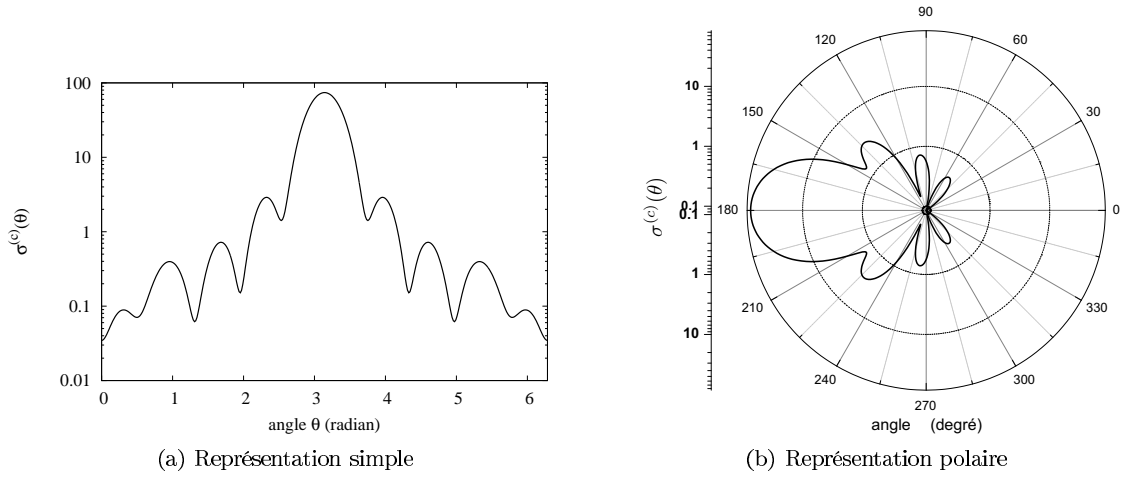 100
10
1
0.1
0.01
σ(c)(θ)
0 1 2 3 4 5 6
angle θ (radian)
(a) Représentation simple
90
120 60
150 30
180 0
210 330
240 300
270
10
1
0.1
0.1
1
10
σ(c)(θ)
angle (degré)
(b) Représentation polaire